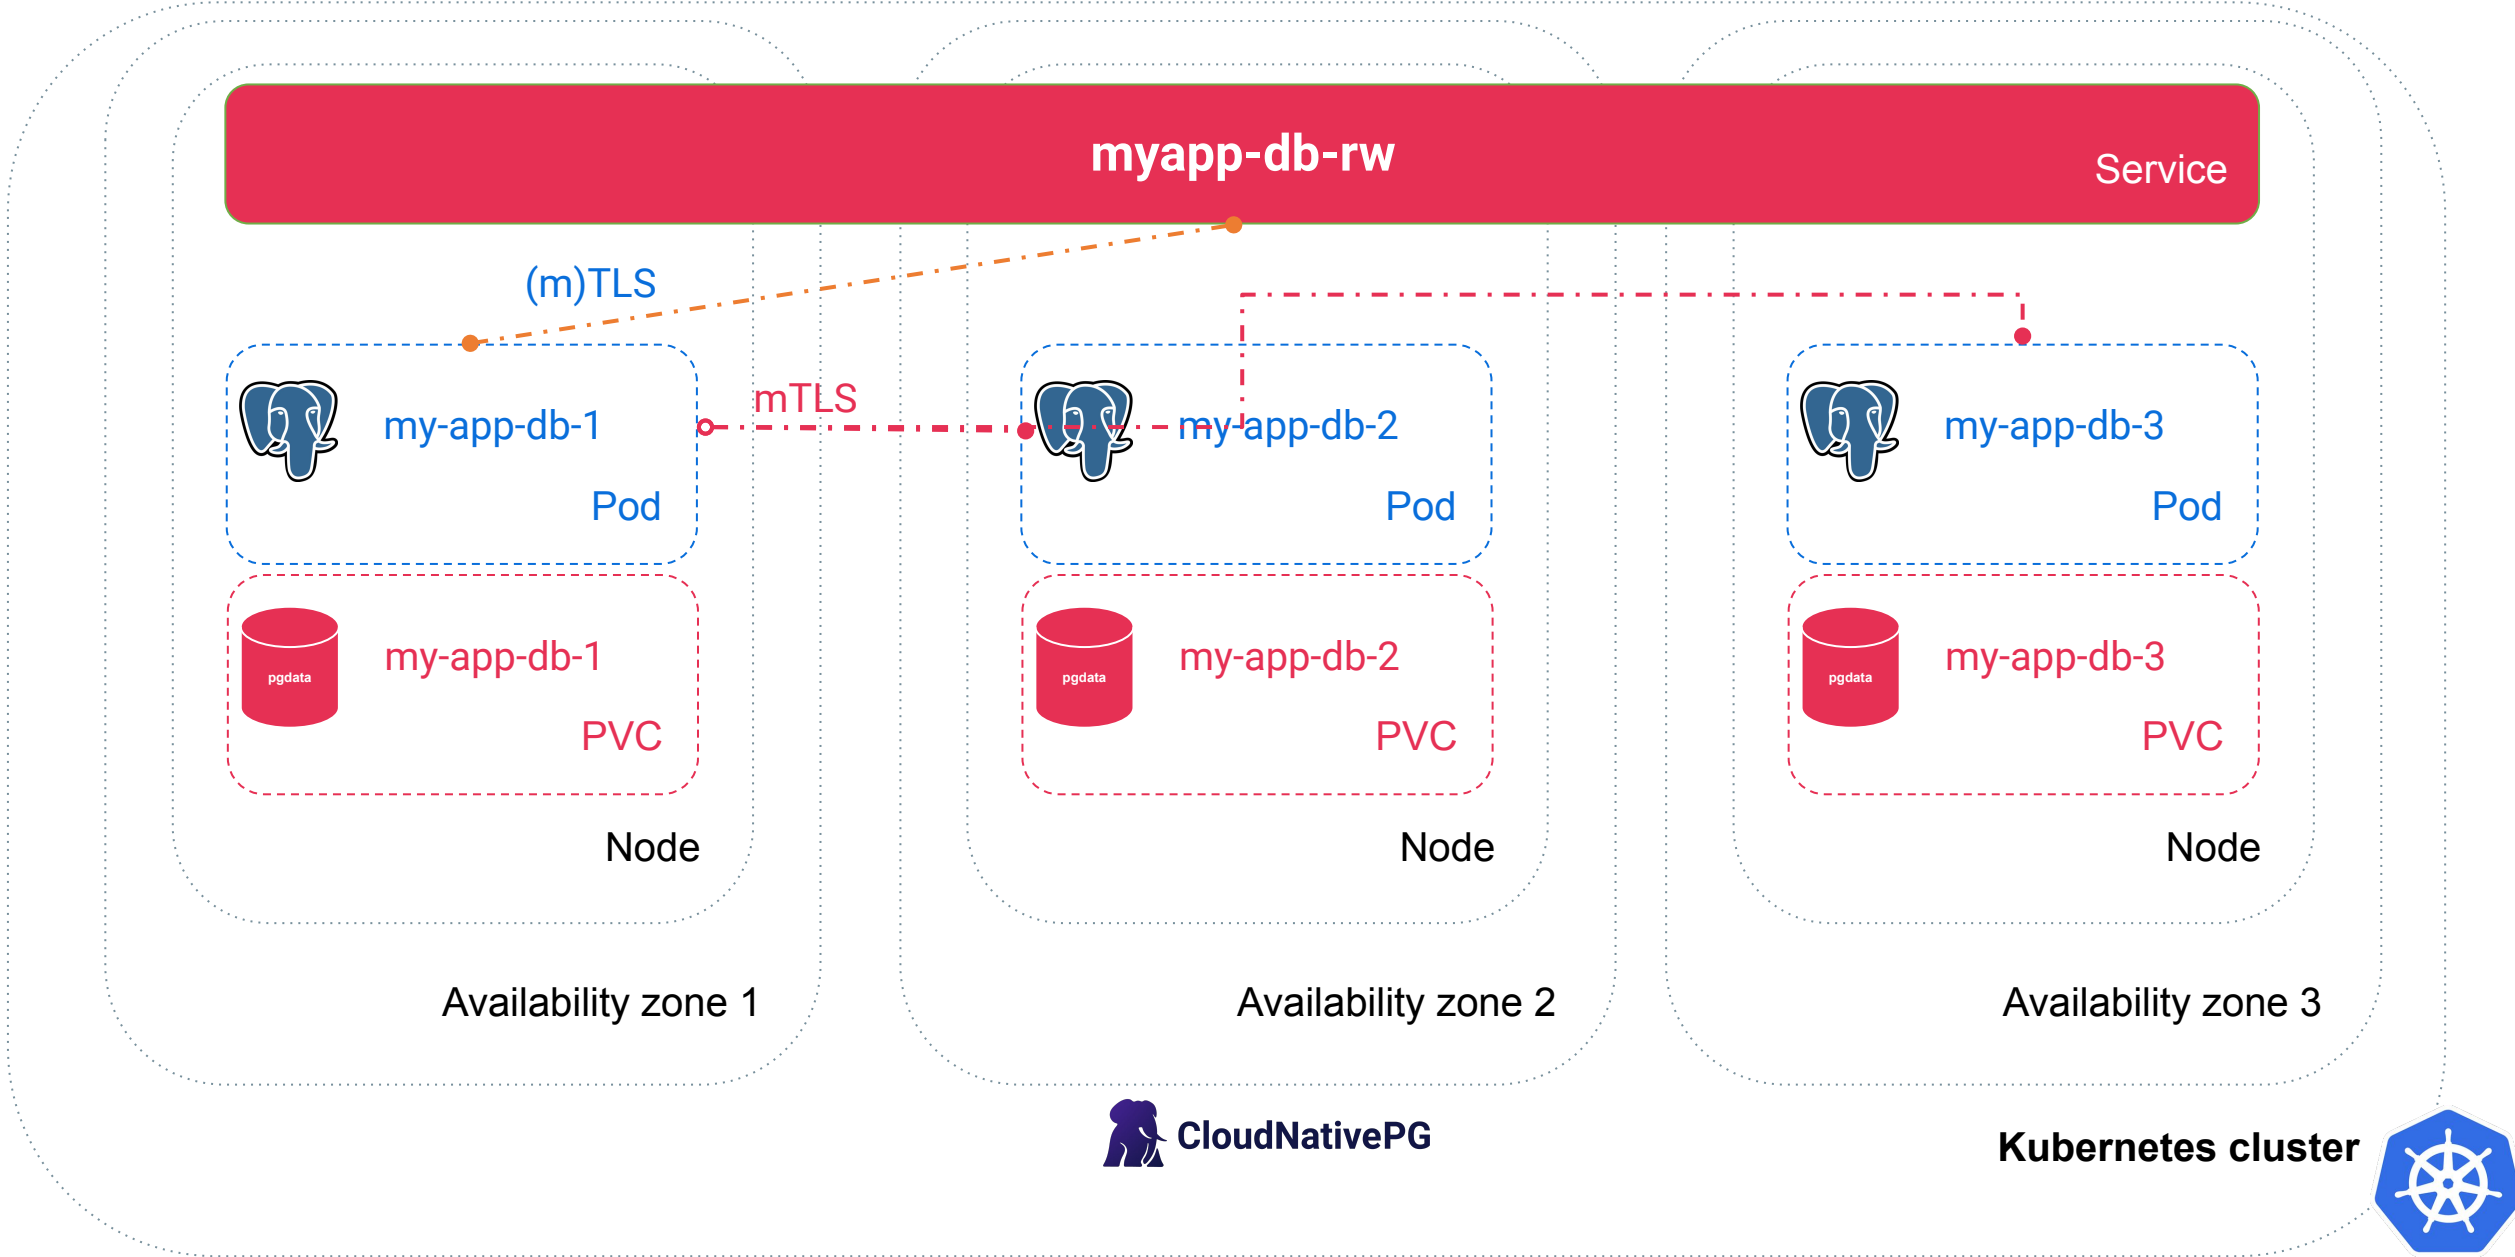 myapp-db-rw
Service
(m)TLS
mTLS
my-app-db-1
Pod
my-app-db-2
Pod
my-app-db-3
Pod
pgdata
my-app-db-1
PVC
pgdata
my-app-db-2
PVC
pgdata
my-app-db-3
PVC
Node
Node
Node
Availability zone 1
Availability zone 2
Availability zone 3
CloudNativePG
Kubernetes cluster